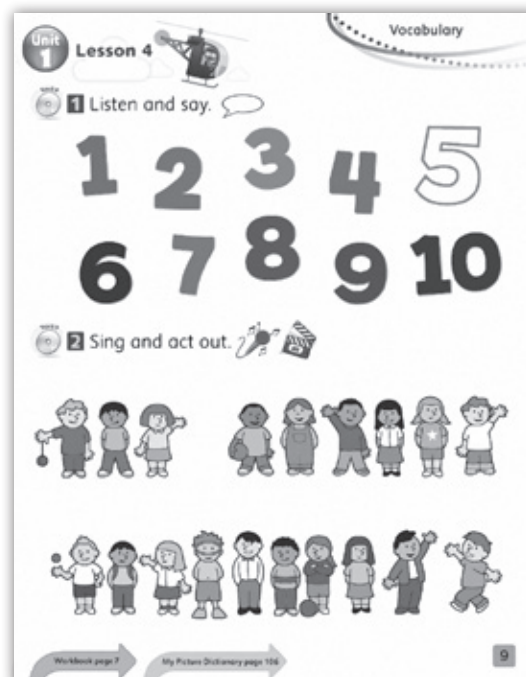 Unit
1
Lesson 4
Vocabulary
1 Listen and say.
1 2 3 4 5
6 7 8 9 10
2 Sing and act out.
Workbook page 7
My Picture Dictionary page 106
9